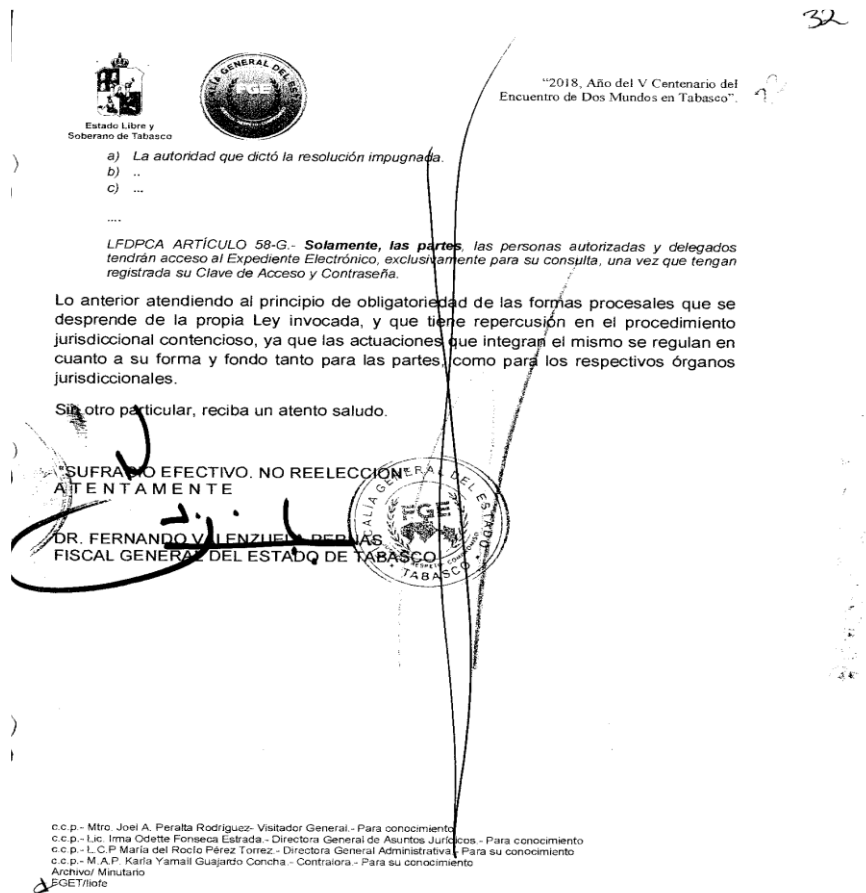 32
"2018, Año del V Centenario del
Encuentro de Dos Mundos en Tabasco".
FGE
Estado Libre y
Soberano de Tabasco
a) La autoridad que dictó la resolución impugnada.
b) ..
c) ...
....
LFDPCA ARTÍCULO 58-G.- Solamente, las partes, las personas autorizadas y delegados
tendrán acceso al Expediente Electrónico, exclusivamente para su consulta, una vez que tengan
registrada su Clave de Acceso y Contraseña.
Lo anterior atendiendo al principio de obligatoriedad de las formas procesales que se
desprende de la propia Ley invocada, y que tiene repercusión en el procedimiento
jurisdiccional contencioso, ya que las actuaciones que integran el mismo se regulan en
cuanto a su forma y fondo tanto para las partes, como para los respectivos órganos
jurisdiccionales.
Sin otro particular, reciba un atento saludo.
"SUFRAGIO EFECTIVO. NO REELECCIÓN"
A T E N T A M E N T E
DR. FERNANDO VALENZUELA PERNAS
FISCAL GENERAL DEL ESTADO DE TABASCO
FISCALÍA GENERAL DEL ESTADO
FGE
TABASCO
c.c.p.- Mtro. Joel A. Peralta Rodríguez- Visitador General.- Para conocimiento
c.c.p.- Lic. Irma Odette Fonseca Estrada.- Directora General de Asuntos Jurídicos.- Para conocimiento
c.c.p.- L.C.P María del Rocío Pérez Torrez.- Directora General Administrativa.- Para su conocimiento
c.c.p.- M.A.P. Karla Yamail Guajardo Concha.- Contralora.- Para su conocimiento
Archivo/ Minutario
FGET/liofe